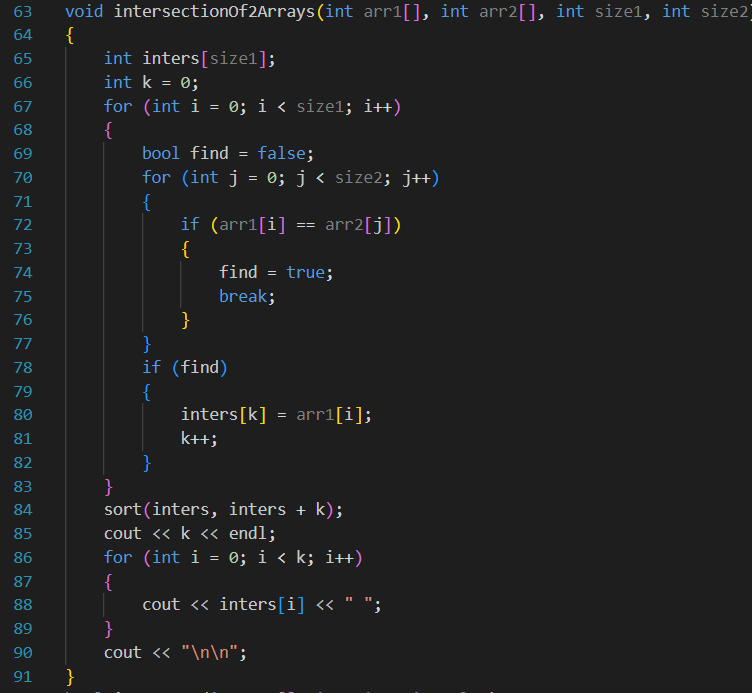 63 void intersectionOf2Arrays(int arr1[], int arr2[], int size1, int size2)
64 {
65     int inters[size1];
66     int k = 0;
67     for (int i = 0; i < size1; i++)
68     {
69         bool find = false;
70         for (int j = 0; j < size2; j++)
71         {
72             if (arr1[i] == arr2[j])
73             {
74                 find = true;
75                 break;
76             }
77         }
78         if (find)
79         {
80             inters[k] = arr1[i];
81             k++;
82         }
83     }
84     sort(inters, inters + k);
85     cout << k << endl;
86     for (int i = 0; i < k; i++)
87     {
88         cout << inters[i] << " ";
89     }
90     cout << "\n\n";
91 }